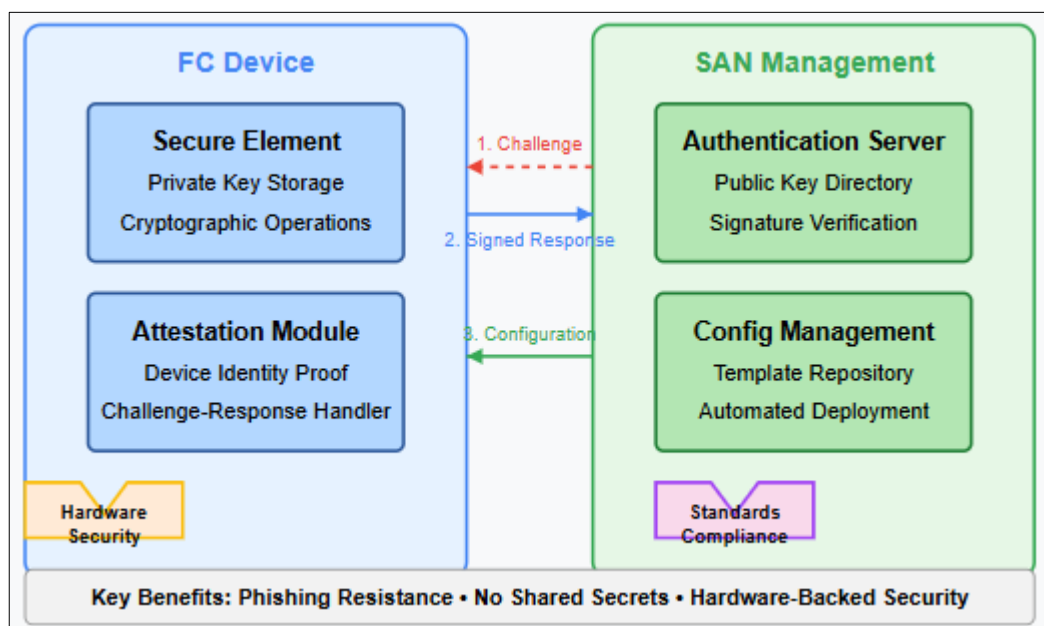 FC Device
Secure Element
Private Key Storage
Cryptographic Operations
Attestation Module
Device Identity Proof
Challenge-Response Handler
Hardware
Security
1. Challenge
2. Signed Response
3. Configuration
SAN Management
Authentication Server
Public Key Directory
Signature Verification
Config Management
Template Repository
Automated Deployment
Standards
Compliance
Key Benefits: Phishing Resistance • No Shared Secrets • Hardware-Backed Security